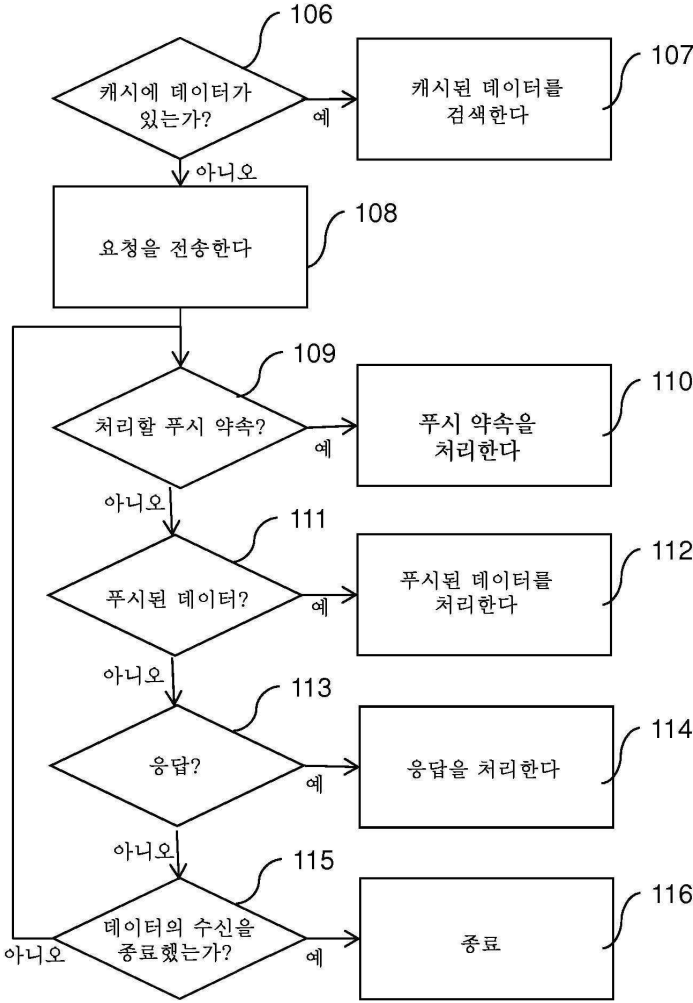 106
캐시에 데이터가
있는가?
예
캐시된 데이터를
검색한다
107
아니오
요청을 전송한다
108
109
처리할 푸시 약속?
예
푸시 약속을
처리한다
110
아니오
111
푸시된 데이터?
예
푸시된 데이터를
처리한다
112
아니오
113
응답?
예
응답을 처리한다
114
아니오
115
데이터의 수신을
종료했는가?
아니오
예
종료
116